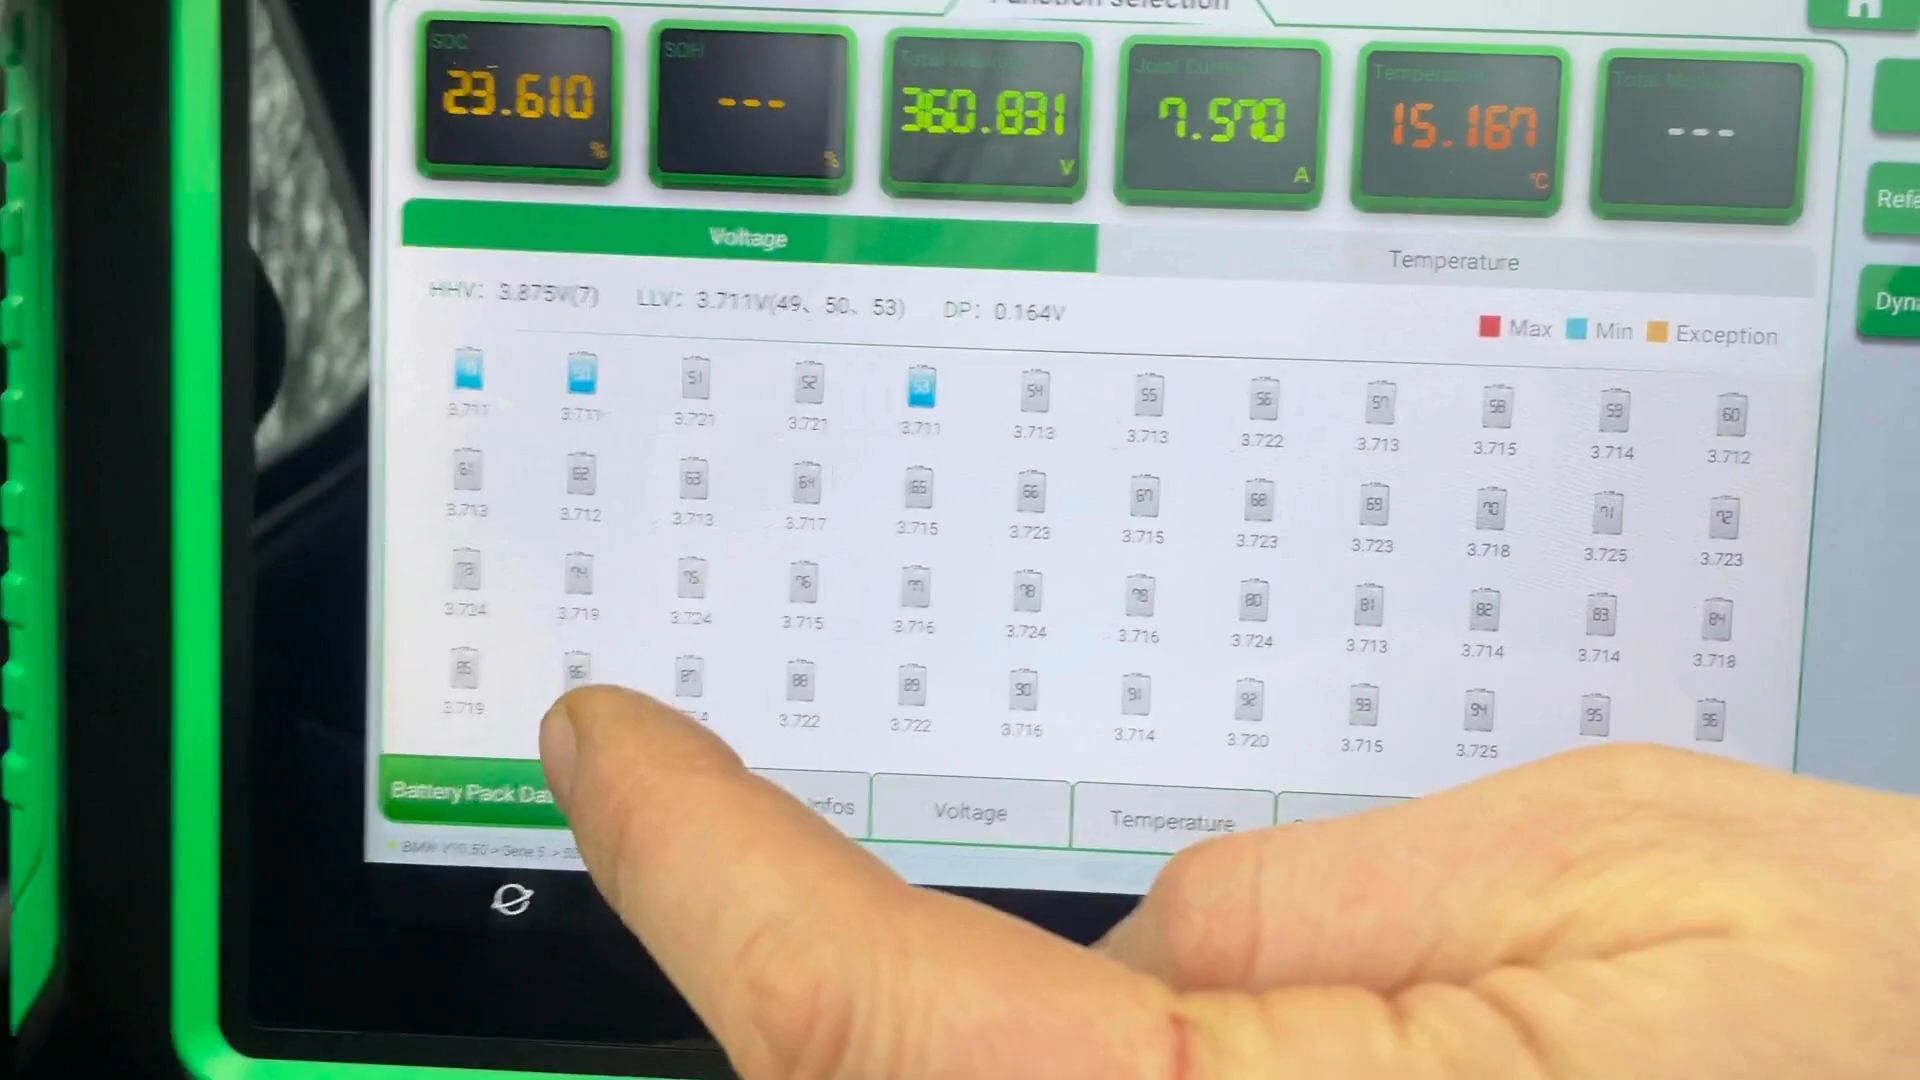 Function selection
SOC
23.610
%
SOH
---
%
360.831
V
7.570
A
15.167
°C
---
Voltage
Temperature
HHV: 3.875V(7) LLV: 3.711V(49、50、53) DP: 0.164V
Max Min Exception
50 51 52 53 54 55 56 57 58 59 60
3.711 3.711 3.721 3.721 3.711 3.713 3.713 3.722 3.713 3.715 3.714 3.712
61 62 63 64 65 66 67 68 69 70 71 72
3.713 3.712 3.713 3.717 3.715 3.723 3.715 3.723 3.723 3.718 3.725 3.723
73 74 75 76 77 78 79 80 81 82 83 84
3.724 3.719 3.724 3.715 3.716 3.724 3.716 3.724 3.713 3.714 3.714 3.718
85 86 87 88 89 90 91 92 93 94 95 96
3.719 3.722 3.722 3.716 3.714 3.720 3.715 3.725
Battery Pack Da
Infos
Voltage
Temperature
Refe
Dyna